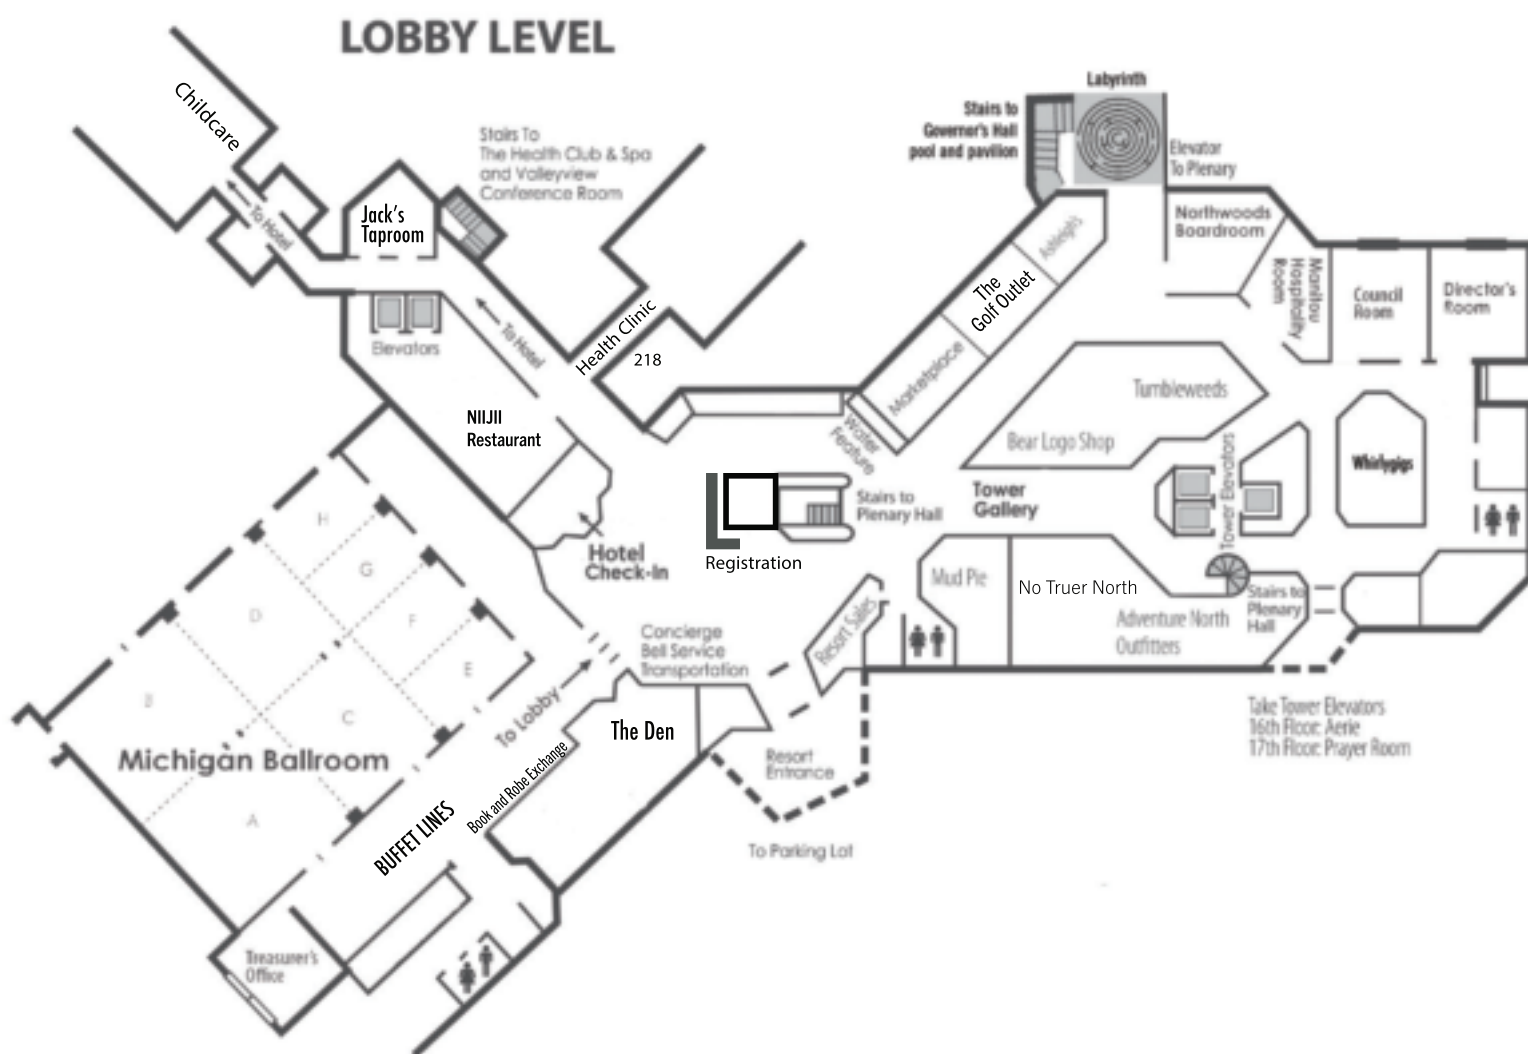 LOBBY LEVEL
Childcare
To Hotel
Jack's
Taproom
Stairs To
The Health Club & Spa
and Valleyview
Conference Room
Elevators
To Hotel
Health Clinic
218
NIIJII
Restaurant
Hotel
Check-In
Labyrinth
Stairs to
Governor's Hall
pool and pavilion
Elevator
To Plenary
Northwoods
Boardroom
Manitou
Hospitality
Room
Council
Room
Director's
Room
Ashleigh's
The
Golf Outlet
Marketplace
Water
Feature
Tumbleweeds
Bear Logo Shop
Tower Elevators
Whirlygigs
Tower
Gallery
Stairs to
Plenary Hall
Registration
Mud Pie
No Truer North
Adventure North
Outfitters
Stairs to
Plenary
Hall
Resort Sales
Concierge
Bell Service
Transportation
To Lobby
The Den
Book and Robe Exchange
BUFFET LINES
Resort
Entrance
To Parking Lot
Take Tower Elevators
16th Floor: Aerie
17th Floor: Prayer Room
H
G
D
F
E
B
C
Michigan Ballroom
A
Treasurer's
Office